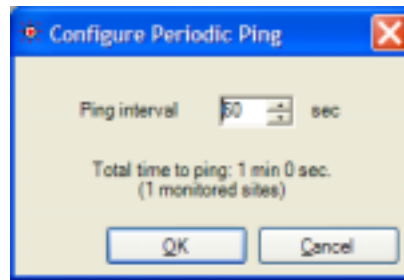 Configure Periodic Ping
Ping interval 60 sec
Total time to ping: 1 min 0 sec.
(1 monitored sites)
OK Cancel